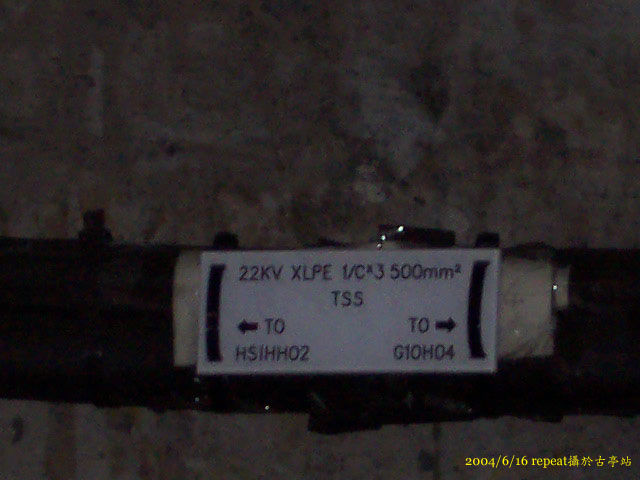 22KV XLPE 1/C*3 500mm²
TSS
← TO TO →
HS1HH02 G10H04
2004/6/16 repeat攝於古亭站